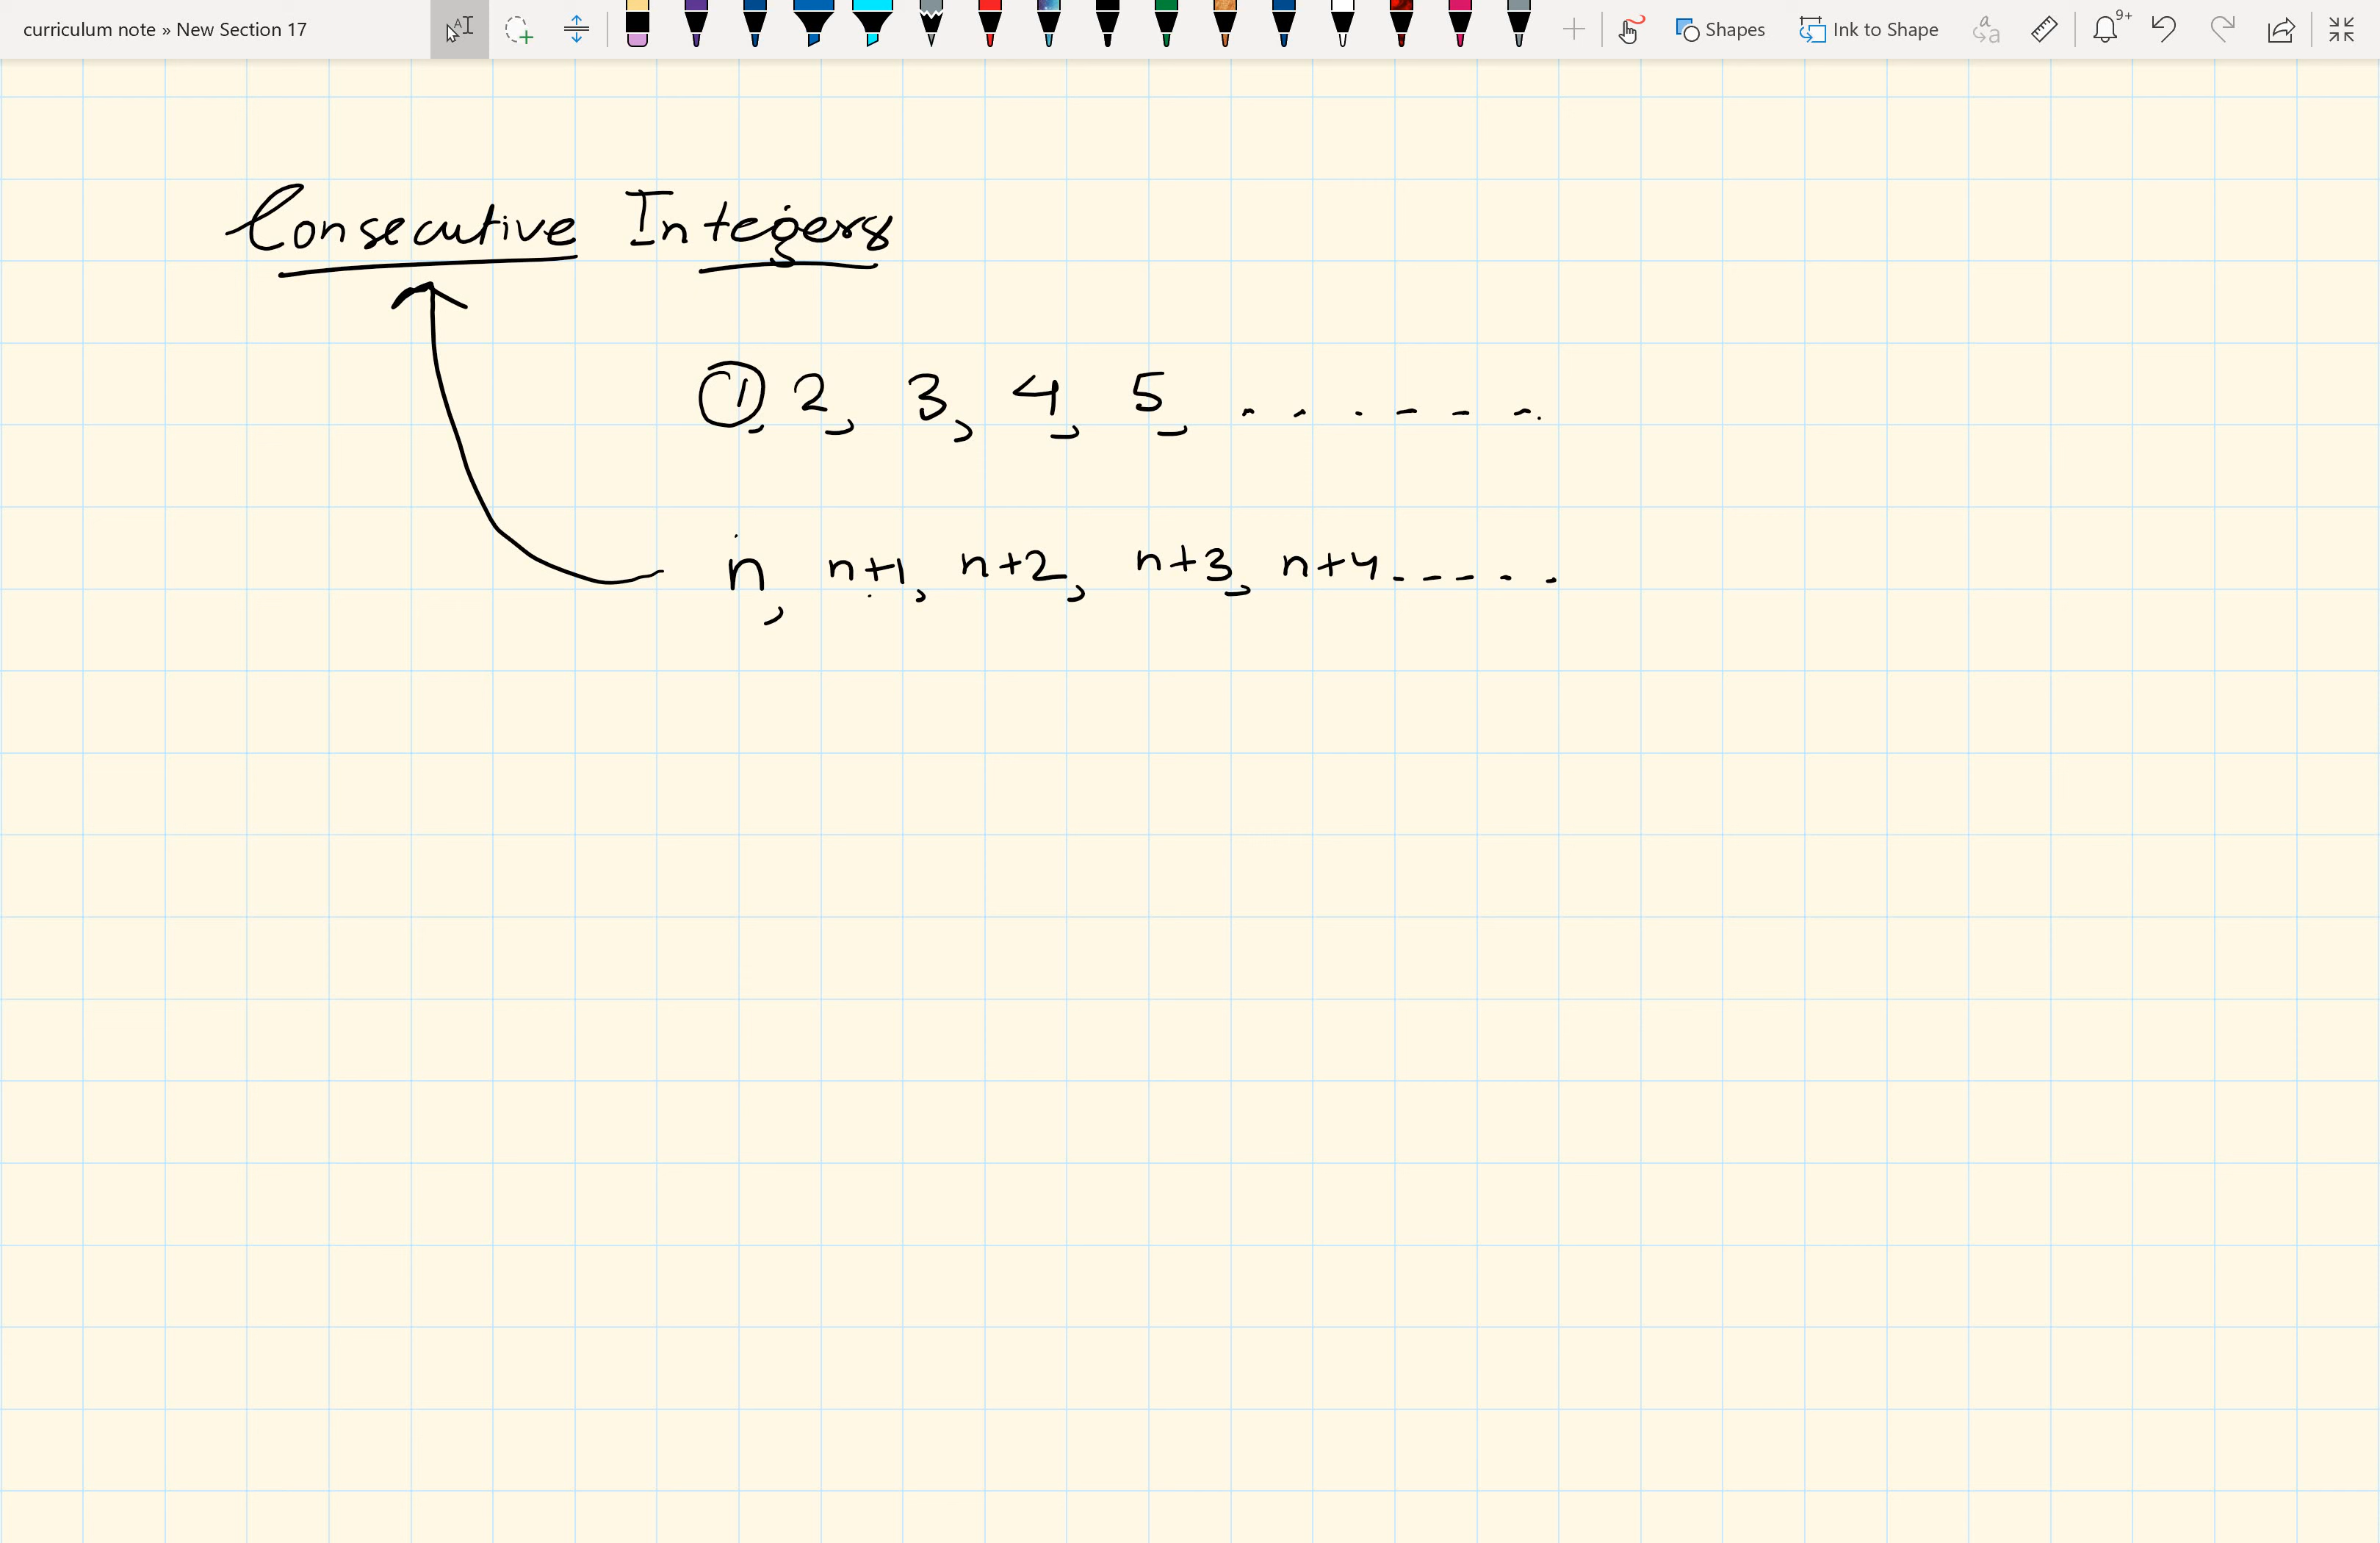 curriculum note » New Section 17
Shapes
Ink to Shape
9+
Consecutive Integers
1, 2, 3, 4, 5, . . . - - -.
n, n+1, n+2, n+3, n+4 - - - - .